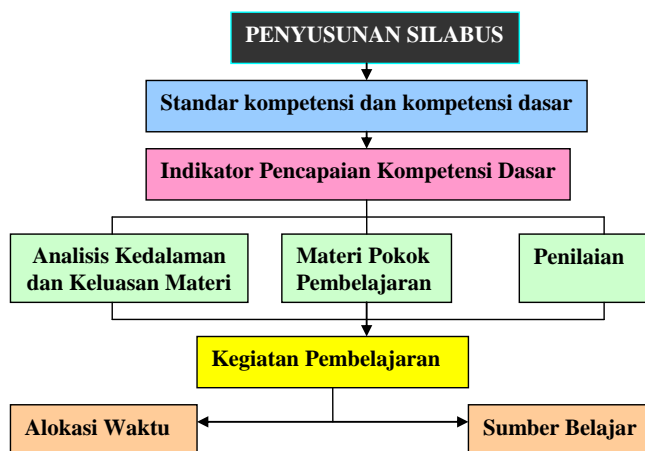 PENYUSUNAN SILABUS
Standar kompetensi dan kompetensi dasar
Indikator Pencapaian Kompetensi Dasar
Analisis Kedalaman
dan Keluasan Materi
Materi Pokok
Pembelajaran
Penilaian
Kegiatan Pembelajaran
Alokasi Waktu
Sumber Belajar